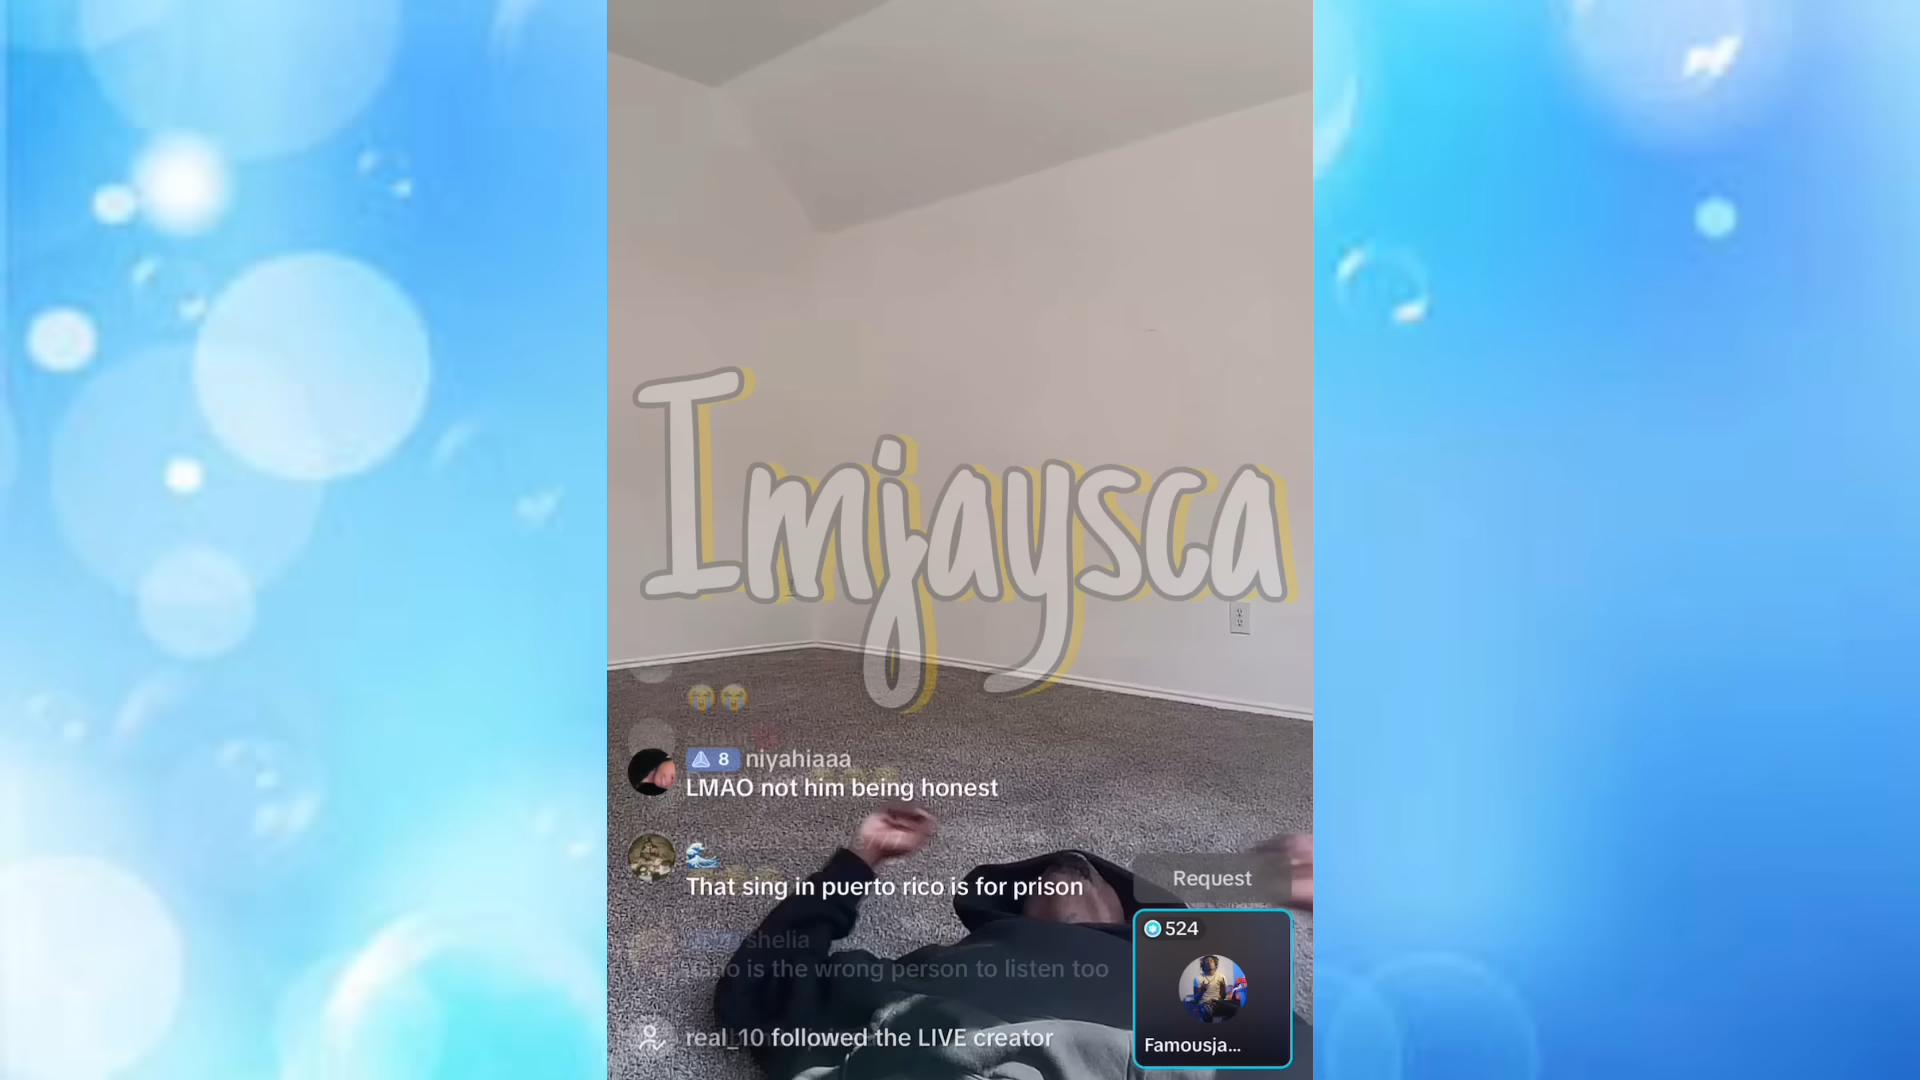 Imjaysca
😭😭
8 niyahiaaa
LMAO not him being honest
🌊
That sing in puerto rico is for prison
shelia
is the wrong person to listen too
real_10 followed the LIVE creator
Request
524
Famousja...